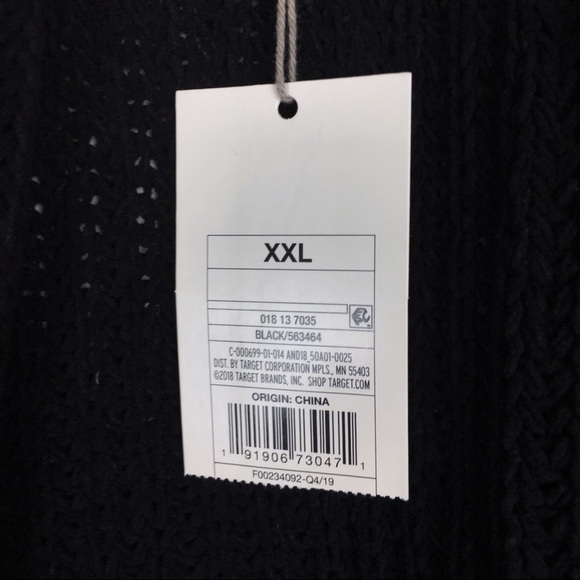 XXL
018 13 7035
BLACK/563464
C-000699-01-014 AND18_50A01-0025
DIST. BY TARGET CORPORATION MPLS., MN 55403
©2018 TARGET BRANDS, INC. SHOP TARGET.COM
ORIGIN: CHINA
1 91906 73047 1
F00234092-Q4/19